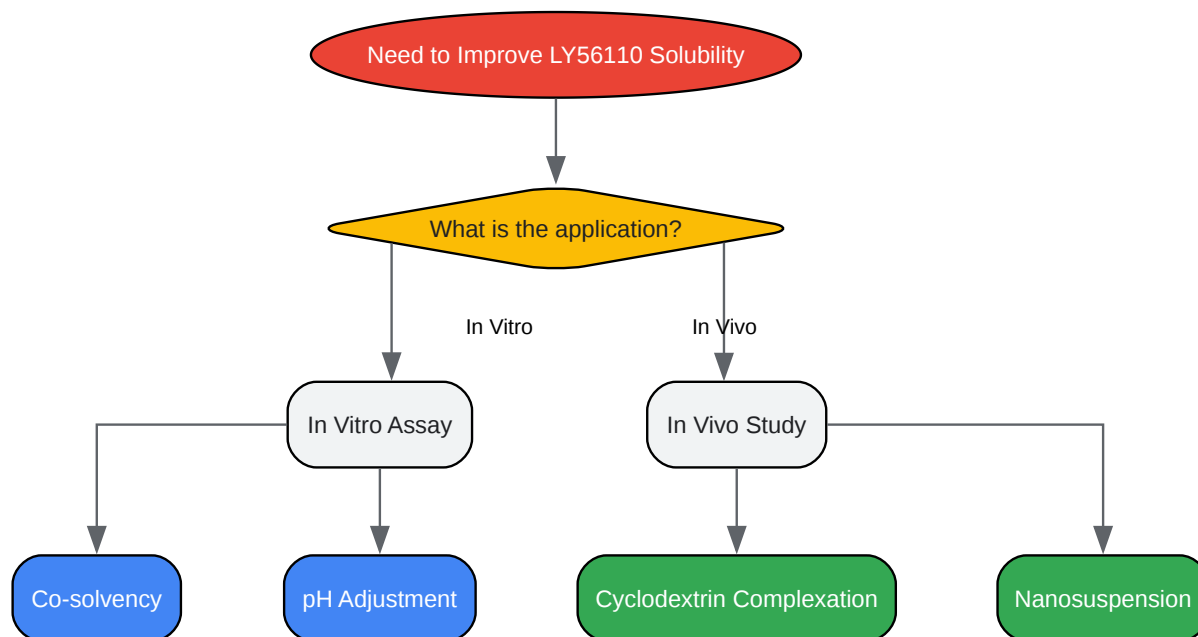 Need to Improve LY56110 Solubility
What is the application?
In Vitro
In Vivo
In Vitro Assay
In Vivo Study
Co-solvency
pH Adjustment
Cyclodextrin Complexation
Nanosuspension